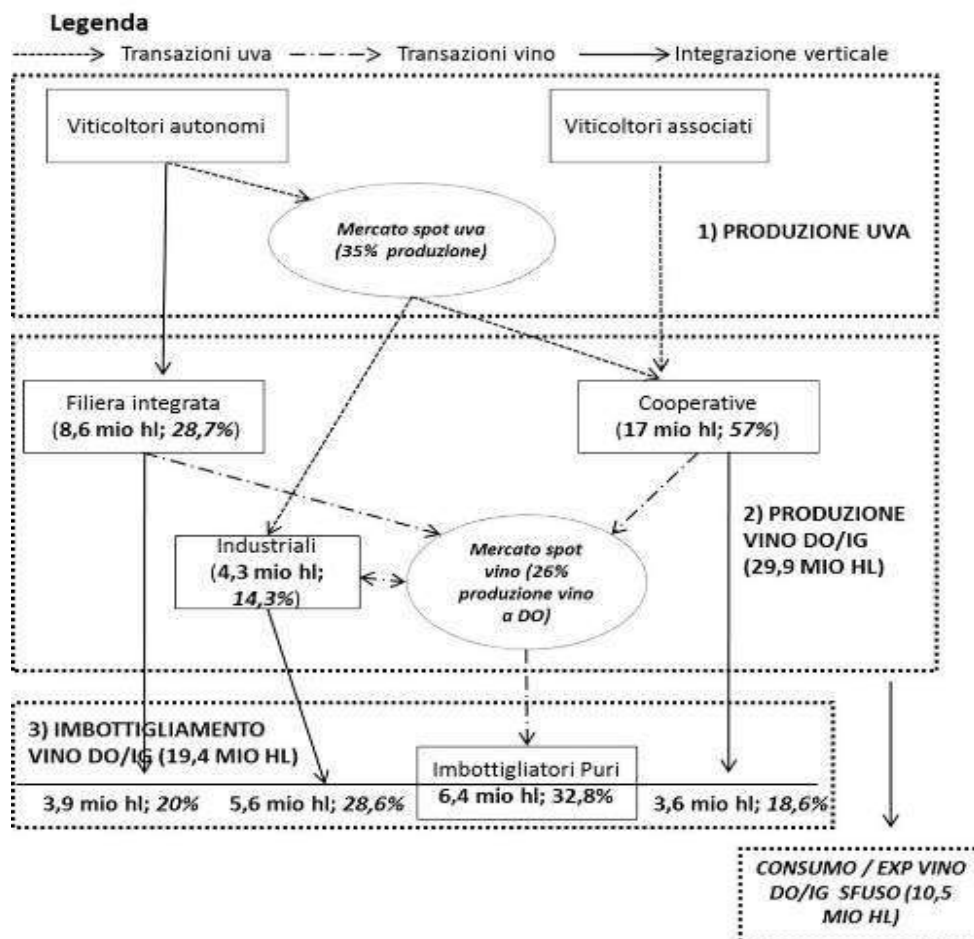 Legenda
Transazioni uva
Transazioni vino
Integrazione verticale
Viticoltori autonomi
Viticoltori associati
Mercato spot uva
(35% produzione)
1) PRODUZIONE UVA
Filiera integrata
(8,6 mio hl; 28,7%)
Cooperative
(17 mio hl; 57%)
2) PRODUZIONE
VINO DO/IG
(29,9 MIO HL)
Industriali
(4,3 mio hl;
14,3%)
Mercato spot
vino (26%
produzione vino
a DO)
3) IMBOTTIGLIAMENTO
VINO DO/IG (19,4 MIO HL)
Imbottigliatori Puri
6,4 mio hl; 32,8%
3,9 mio hl; 20%
5,6 mio hl; 28,6%
3,6 mio hl; 18,6%
CONSUMO / EXP VINO
DO/IG SFUSO (10,5
MIO HL)